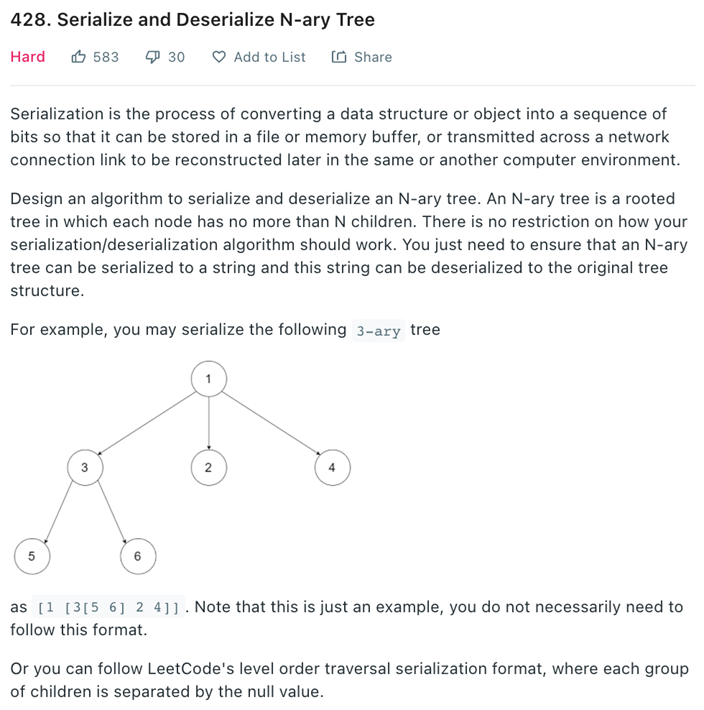 428. Serialize and Deserialize N-ary Tree
Hard 583 30 Add to List Share
Serialization is the process of converting a data structure or object into a sequence of
bits so that it can be stored in a file or memory buffer, or transmitted across a network
connection link to be reconstructed later in the same or another computer environment.
Design an algorithm to serialize and deserialize an N-ary tree. An N-ary tree is a rooted
tree in which each node has no more than N children. There is no restriction on how your
serialization/deserialization algorithm should work. You just need to ensure that an N-ary
tree can be serialized to a string and this string can be deserialized to the original tree
structure.
For example, you may serialize the following 3-ary tree
1
3 2 4
5 6
as [1 [3[5 6] 2 4]]. Note that this is just an example, you do not necessarily need to
follow this format.
Or you can follow LeetCode's level order traversal serialization format, where each group
of children is separated by the null value.